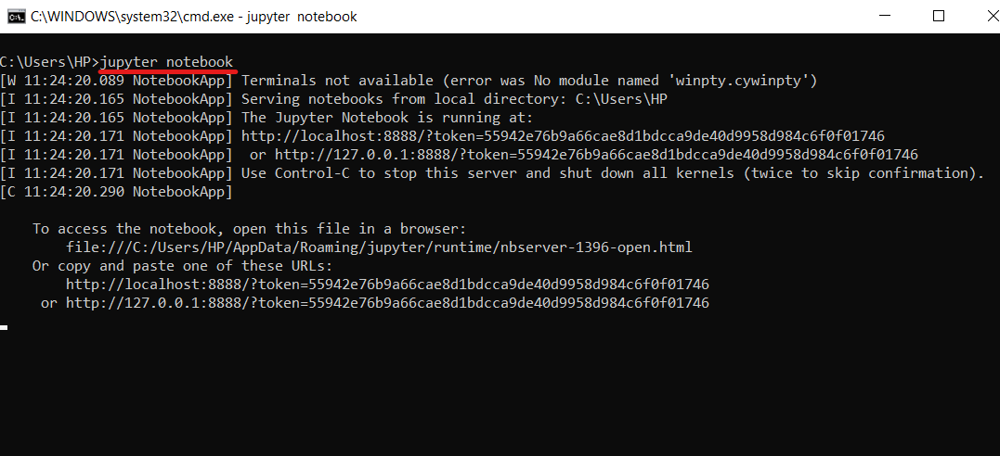 C:\WINDOWS\system32\cmd.exe - jupyter  notebook
C:\Users\HP>jupyter notebook
[W 11:24:20.089 NotebookApp] Terminals not available (error was No module named 'winpty.cywinpty')
[I 11:24:20.165 NotebookApp] Serving notebooks from local directory: C:\Users\HP
[I 11:24:20.165 NotebookApp] The Jupyter Notebook is running at:
[I 11:24:20.171 NotebookApp] http://localhost:8888/?token=55942e76b9a66cae8d1bdcca9de40d9958d984c6f0f01746
[I 11:24:20.171 NotebookApp]  or http://127.0.0.1:8888/?token=55942e76b9a66cae8d1bdcca9de40d9958d984c6f0f01746
[I 11:24:20.171 NotebookApp] Use Control-C to stop this server and shut down all kernels (twice to skip confirmation).
[C 11:24:20.290 NotebookApp]
To access the notebook, open this file in a browser:
file:///C:/Users/HP/AppData/Roaming/jupyter/runtime/nbserver-1396-open.html
Or copy and paste one of these URLs:
http://localhost:8888/?token=55942e76b9a66cae8d1bdcca9de40d9958d984c6f0f01746
or http://127.0.0.1:8888/?token=55942e76b9a66cae8d1bdcca9de40d9958d984c6f0f01746